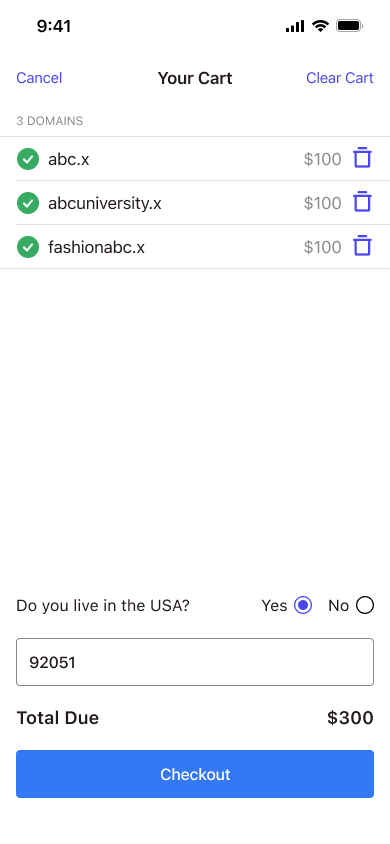 9:41
Cancel Your Cart Clear Cart
3 DOMAINS
abc.x $100
abcuniversity.x $100
fashionabc.x $100
Do you live in the USA? Yes No
92051
Total Due $300
Checkout